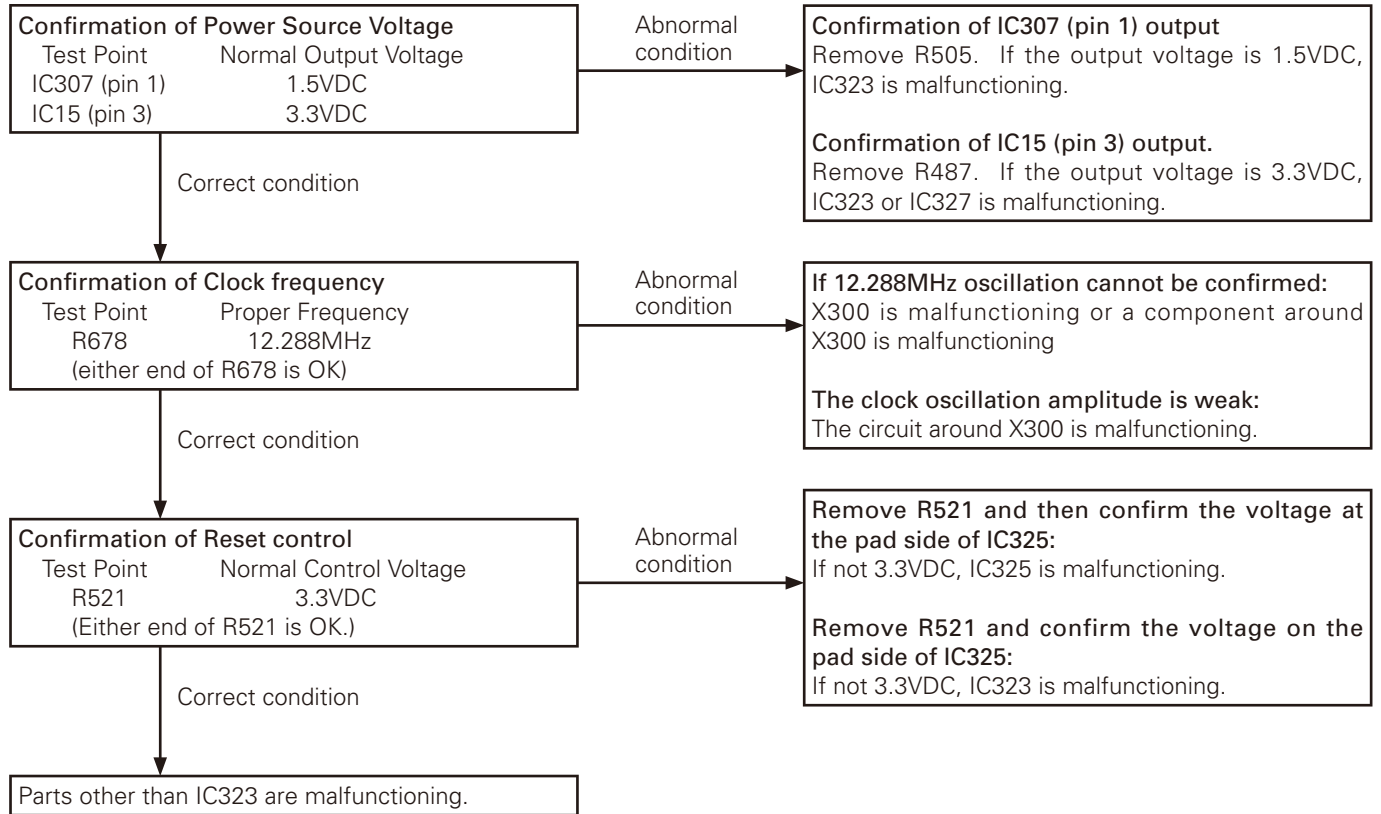 Confirmation of Power Source Voltage
Test Point Normal Output Voltage
IC307 (pin 1) 1.5VDC
IC15 (pin 3) 3.3VDC
Abnormal
condition
Confirmation of IC307 (pin 1) output
Remove R505. If the output voltage is 1.5VDC,
IC323 is malfunctioning.
Confirmation of IC15 (pin 3) output.
Remove R487. If the output voltage is 3.3VDC,
IC323 or IC327 is malfunctioning.
Correct condition
Confirmation of Clock frequency
Test Point Proper Frequency
R678 12.288MHz
(either end of R678 is OK)
Abnormal
condition
If 12.288MHz oscillation cannot be confirmed:
X300 is malfunctioning or a component around
X300 is malfunctioning
The clock oscillation amplitude is weak:
The circuit around X300 is malfunctioning.
Correct condition
Confirmation of Reset control
Test Point Normal Control Voltage
R521 3.3VDC
(Either end of R521 is OK.)
Abnormal
condition
Remove R521 and then confirm the voltage at
the pad side of IC325:
If not 3.3VDC, IC325 is malfunctioning.
Remove R521 and confirm the voltage on the
pad side of IC325:
If not 3.3VDC, IC323 is malfunctioning.
Correct condition
Parts other than IC323 are malfunctioning.